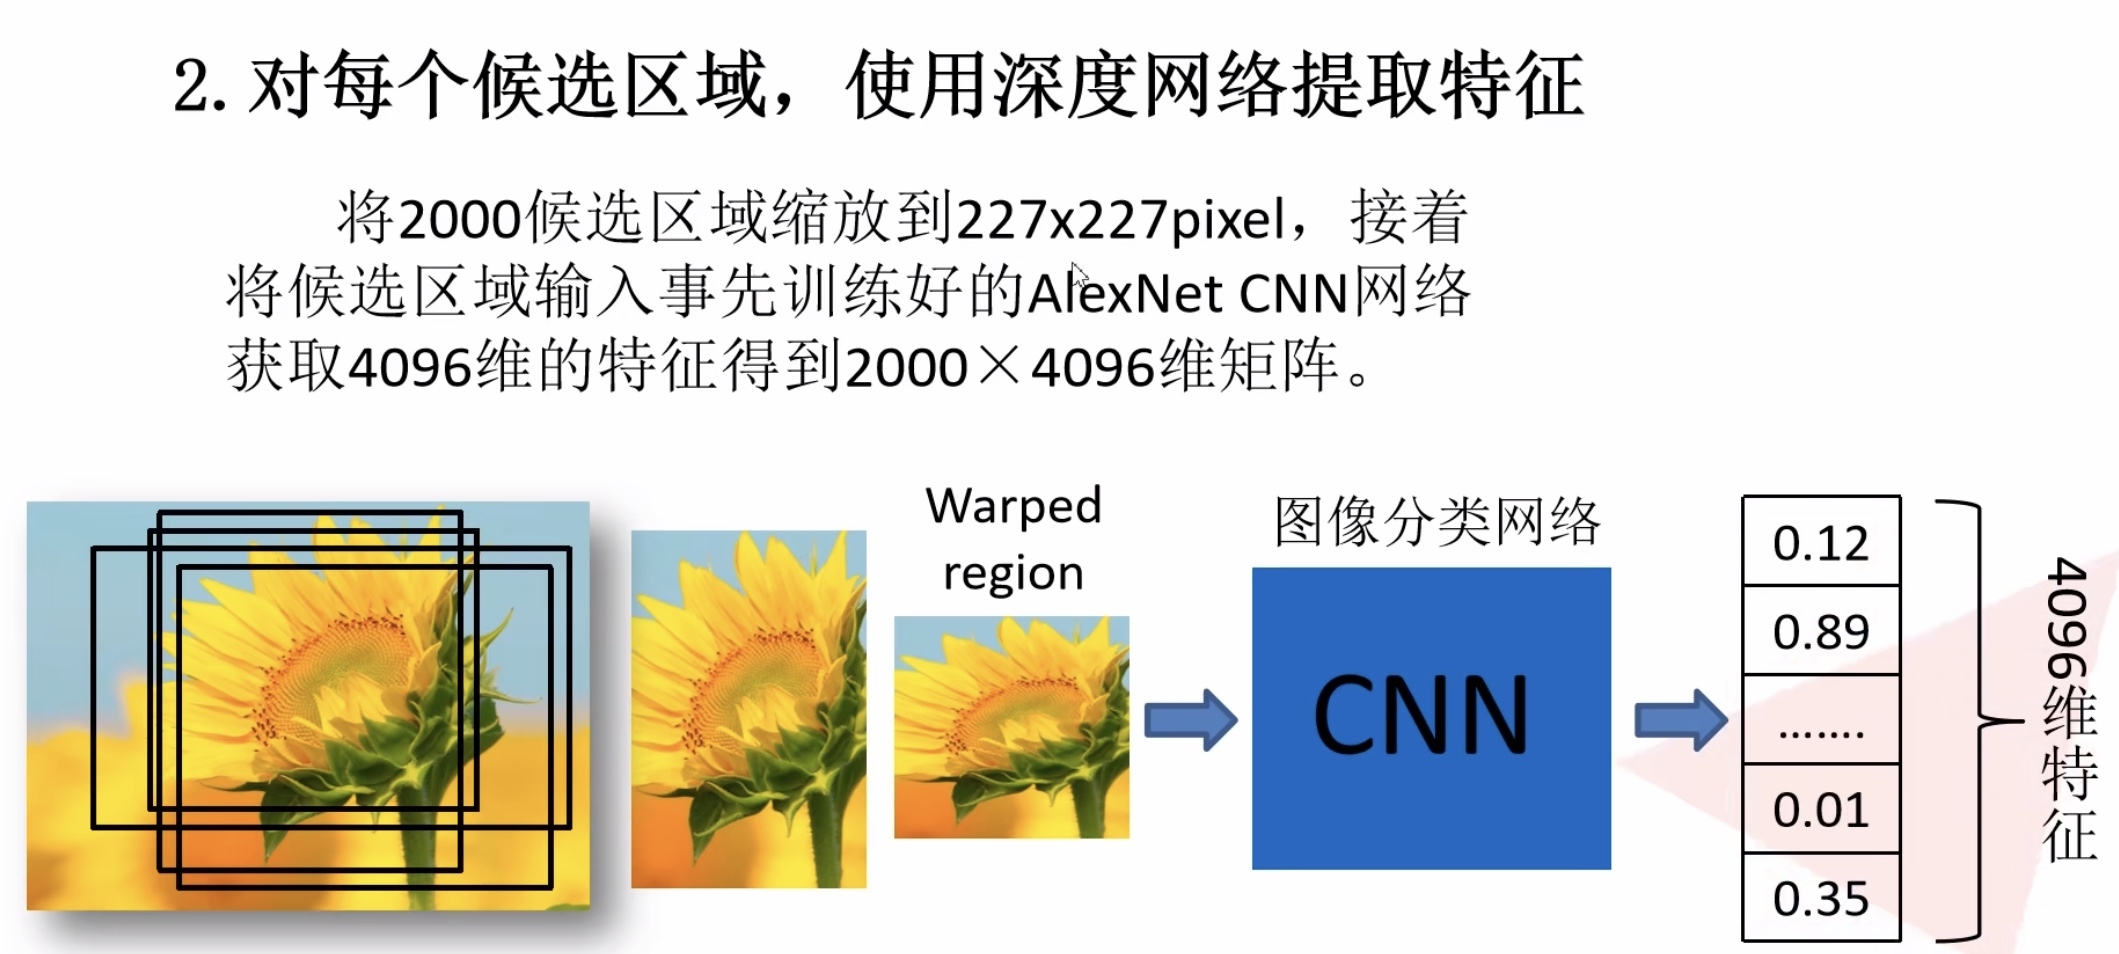 2. 对每个候选区域，使用深度网络提取特征
将2000候选区域缩放到227x227pixel，接着
将候选区域输入事先训练好的AlexNet CNN网络
获取4096维的特征得到2000×4096维矩阵。
Warped
region
图像分类网络
CNN
0.12
0.89
.......
0.01
0.35
4096维特征